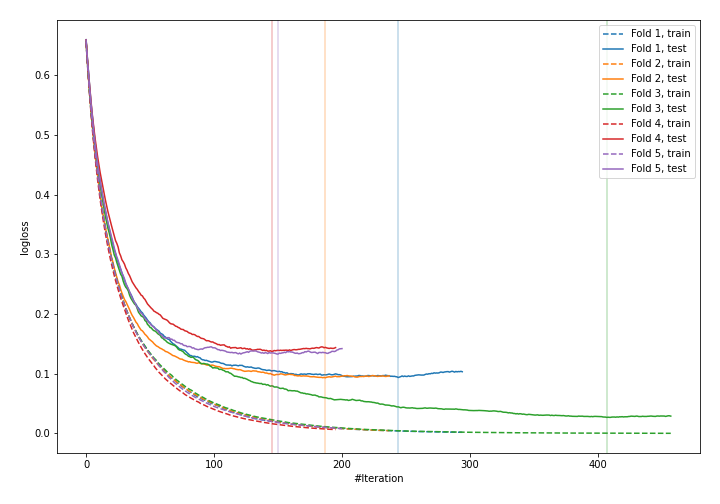 Fold 1, train
Fold 1, test
Fold 2, train
Fold 2, test
Fold 3, train
Fold 3, test
Fold 4, train
Fold 4, test
Fold 5, train
Fold 5, test
0.6
0.5
0.4
0.3
0.2
0.1
0.0
logloss
0 100 200 300 400
#Iteration